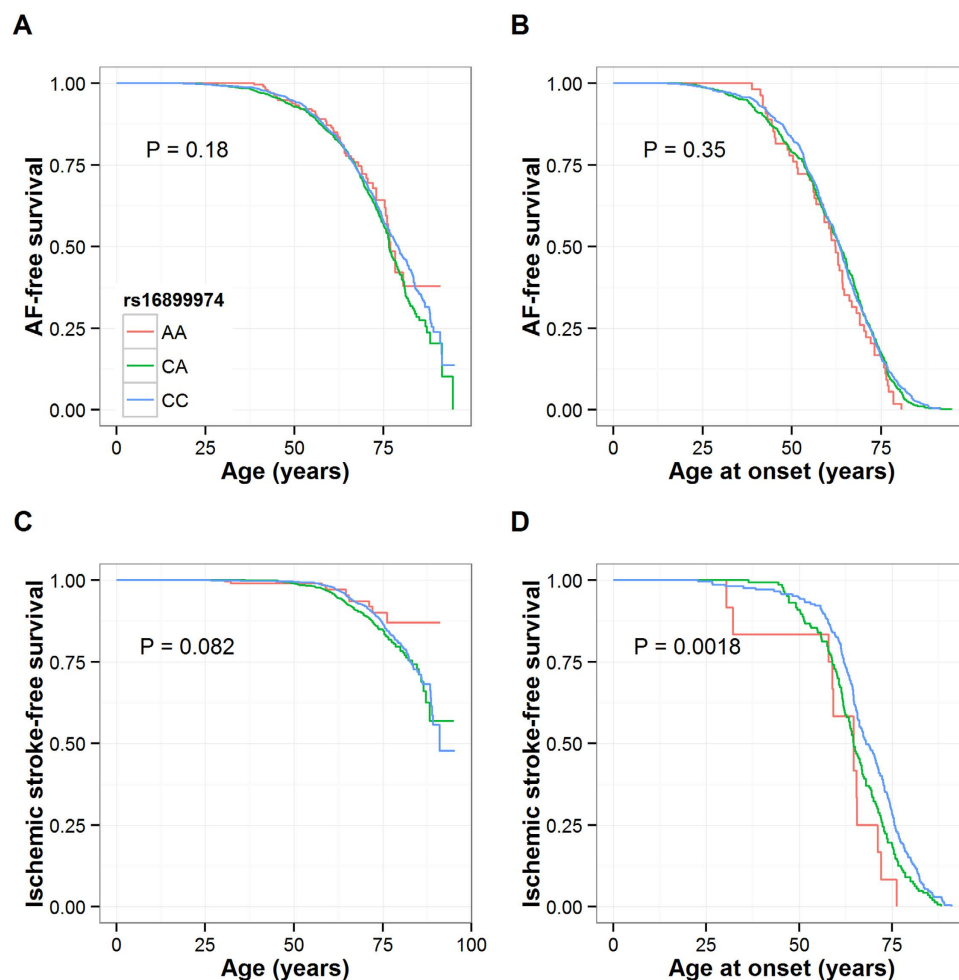 A
B
AF-free survival
1.00
0.75
0.50
0.25
0.00
P = 0.18
rs16899974
AA
CA
CC
0
25
50
75
100
Age (years)
AF-free survival
1.00
0.75
0.50
0.25
0.00
P = 0.35
0
25
50
75
Age at onset (years)
C
D
Ischemic stroke-free survival
1.00
0.75
0.50
0.25
0.00
P = 0.082
0
25
50
75
100
Age (years)
Ischemic stroke-free survival
1.00
0.75
0.50
0.25
0.00
P = 0.0018
0
25
50
75
Age at onset (years)